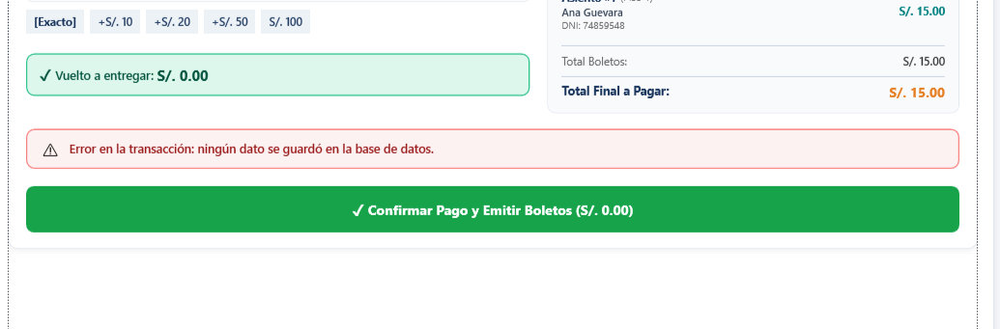 [Exacto] +S/. 10 +S/. 20 +S/. 50 S/. 100
✓ Vuelto a entregar: S/. 0.00
Ana Guevara S/. 15.00
DNI: 74859548
Total Boletos: S/. 15.00
Total Final a Pagar: S/. 15.00
⚠ Error en la transacción: ningún dato se guardó en la base de datos.
✓ Confirmar Pago y Emitir Boletos (S/. 0.00)